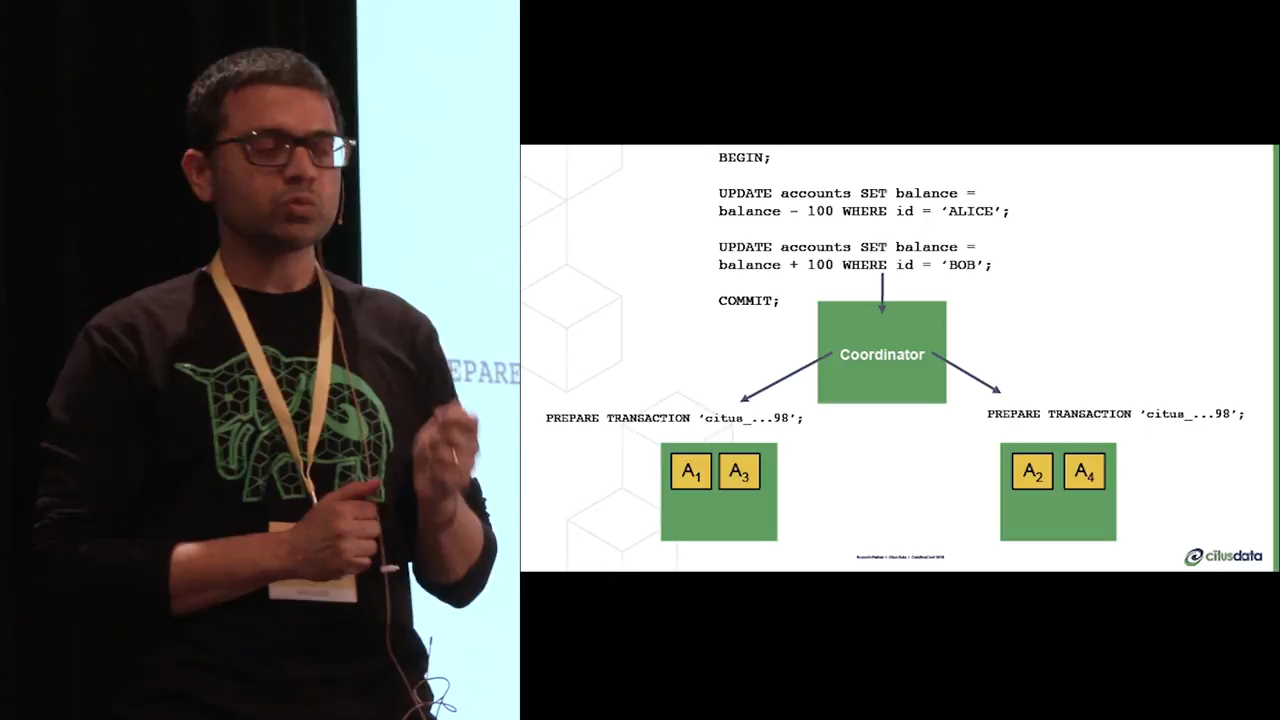 BEGIN;
UPDATE accounts SET balance =
balance – 100 WHERE id = ‘ALICE’;
UPDATE accounts SET balance =
balance + 100 WHERE id = ‘BOB’;
COMMIT;
Coordinator
EPARE
PREPARE TRANSACTION ‘citus_...98’;
PREPARE TRANSACTION ‘citus_...98’;
A1 A3
A2 A4
citusdata